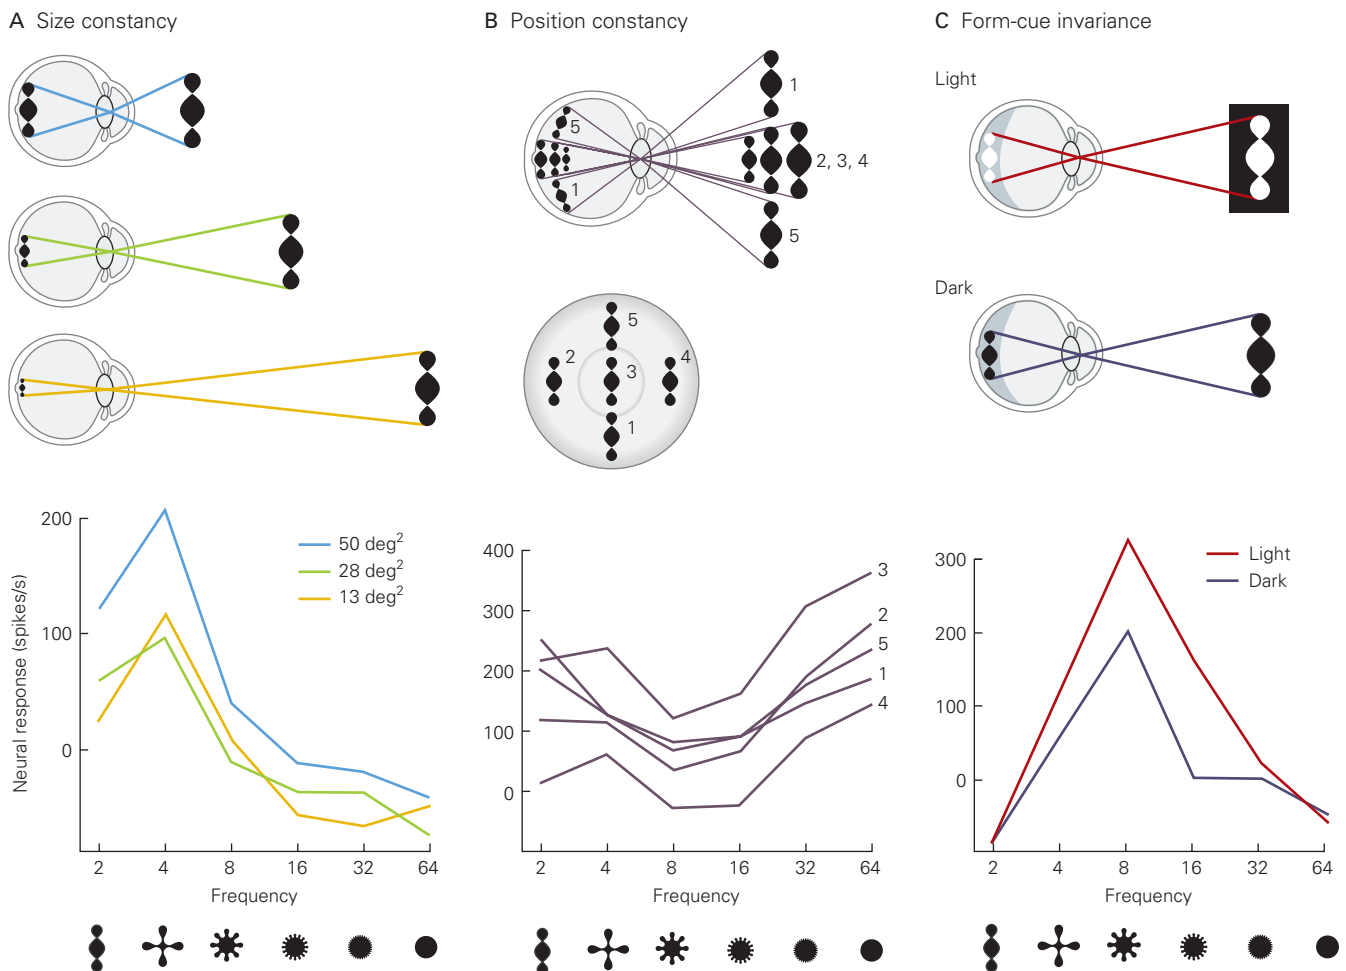 A Size constancy
B Position constancy
C Form-cue invariance
Light
Dark
1
2, 3, 4
5
5
1
5
2
3
4
1
Neural response (spikes/s)
200
100
0
50 deg²
28 deg²
13 deg²
2 4 8 16 32 64
Frequency
400
300
200
100
0
3
2
5
1
4
2 4 8 16 32 64
Frequency
300
200
100
0
Light
Dark
2 4 8 16 32 64
Frequency